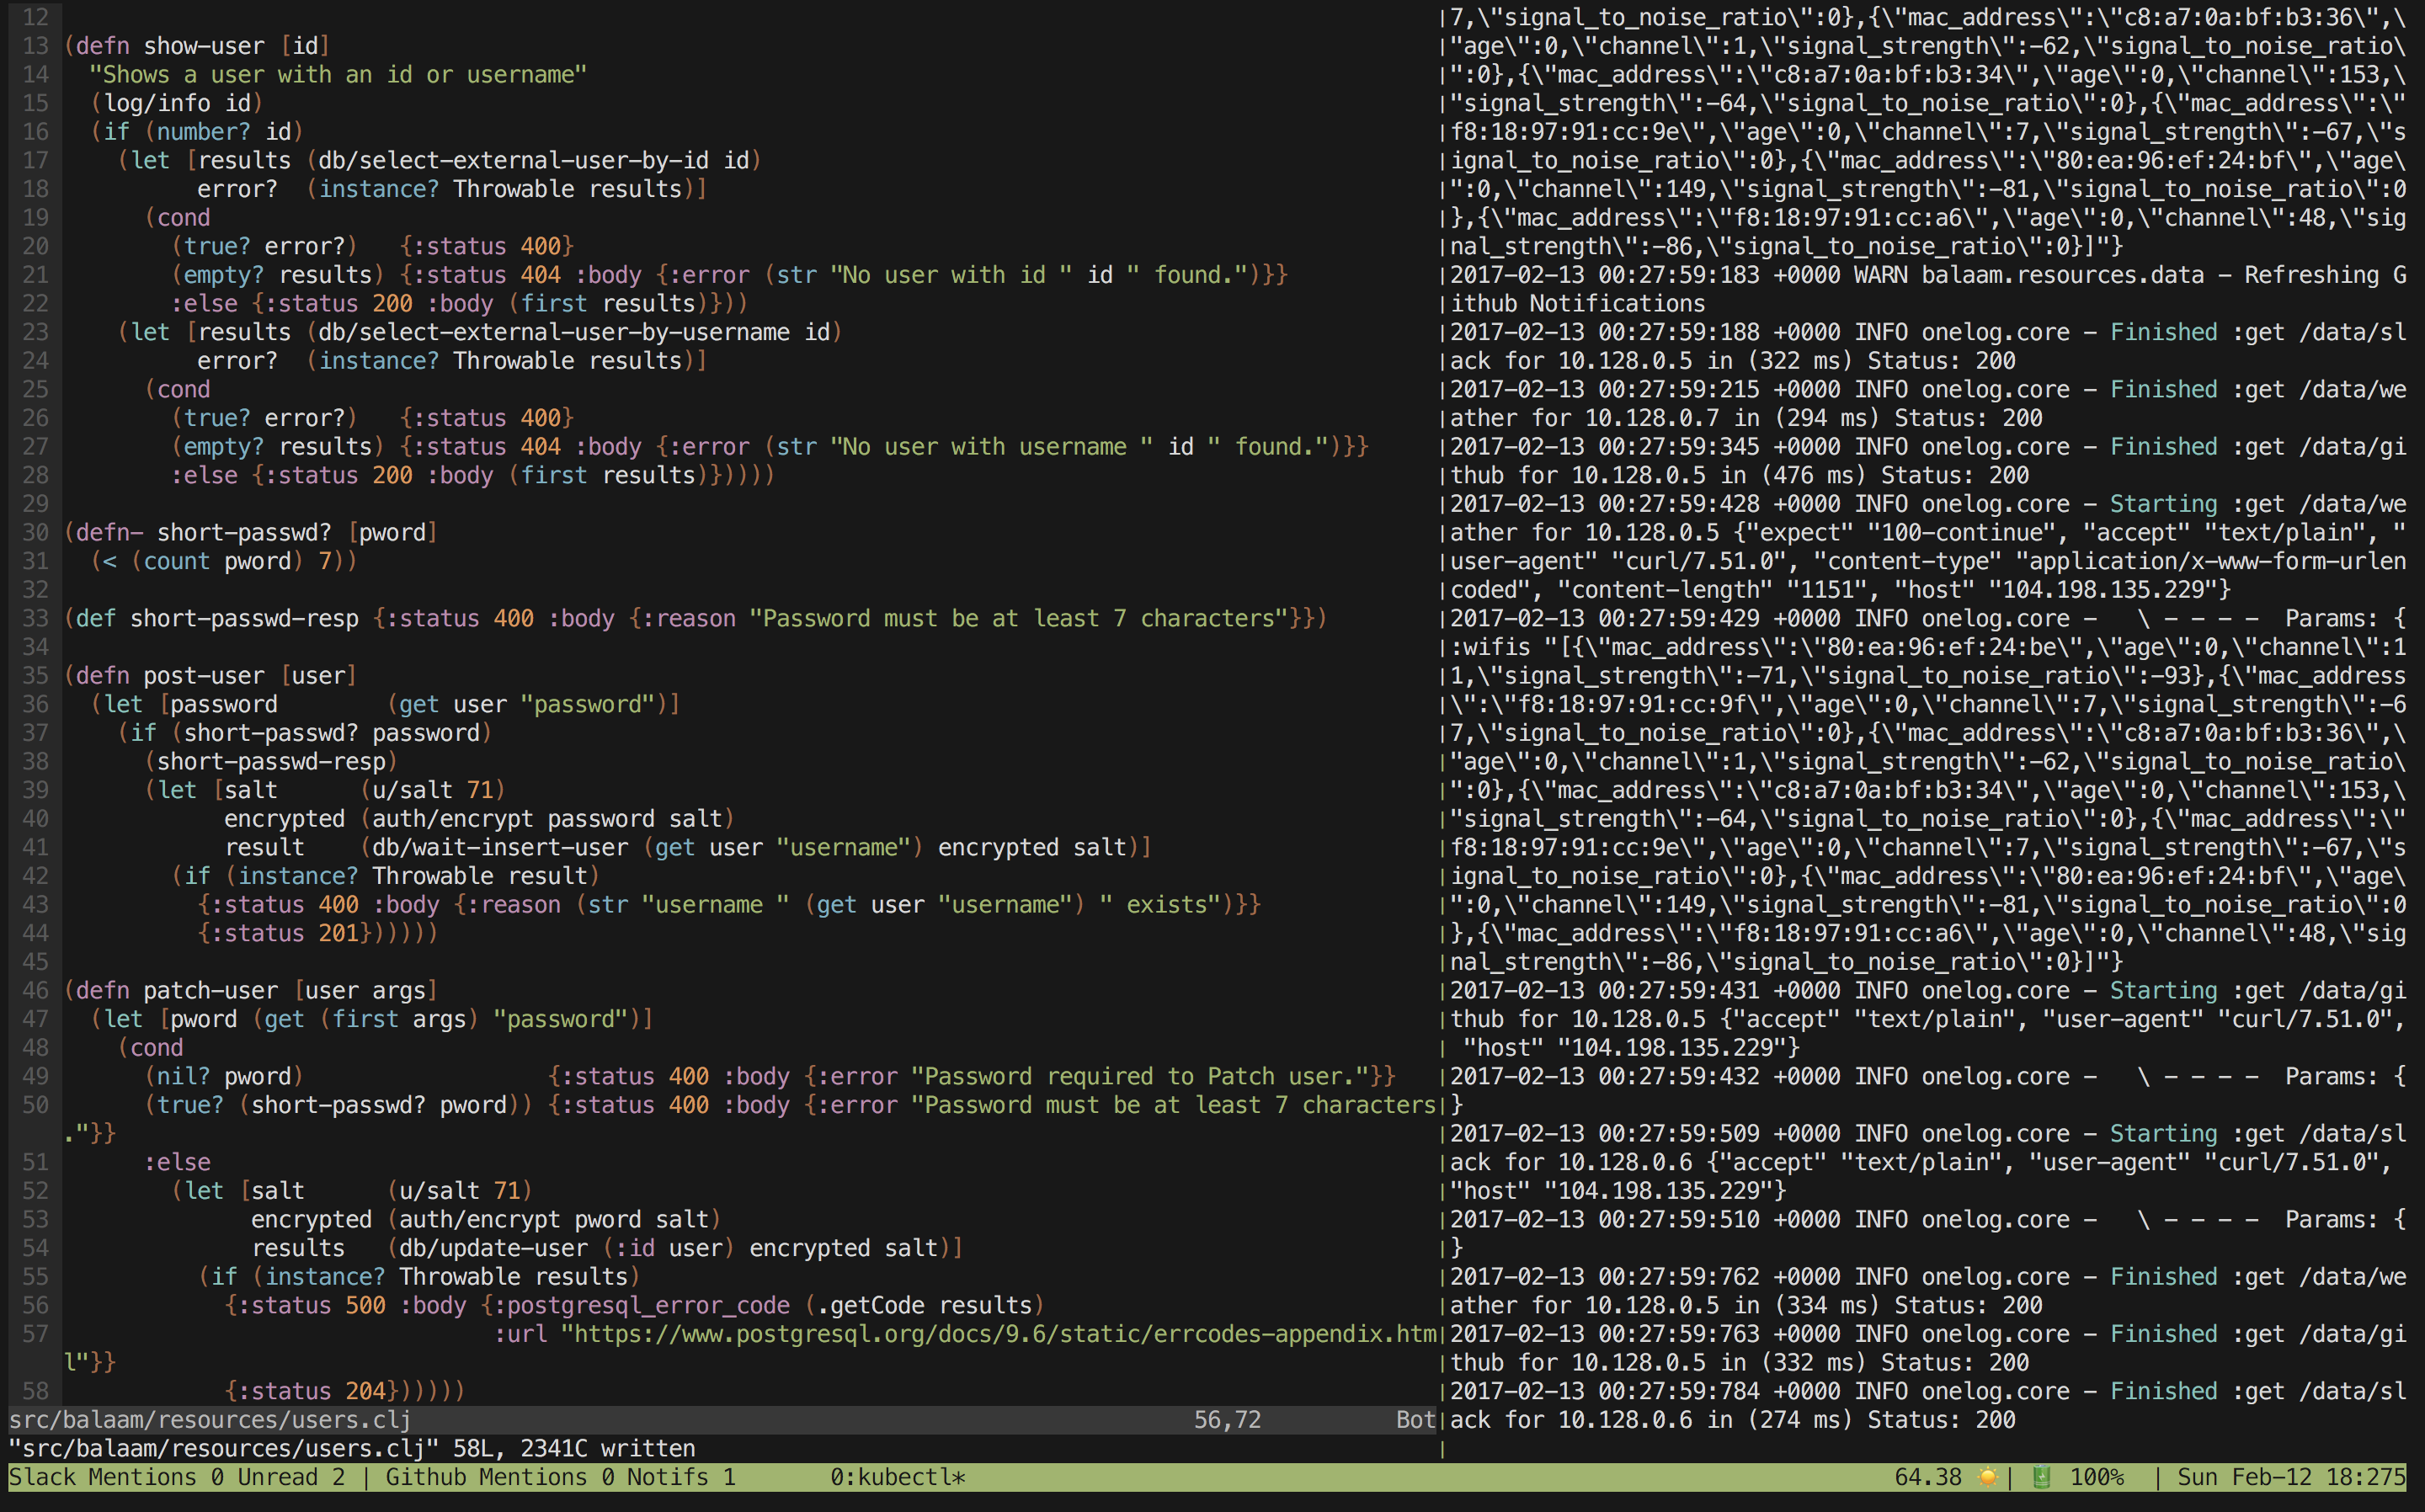 12
13 (defn show-user [id]
14   "Shows a user with an id or username"
15   (log/info id)
16   (if (number? id)
17     (let [results (db/select-external-user-by-id id)
18           error?  (instance? Throwable results)]
19       (cond
20         (true? error?)   {:status 400}
21         (empty? results) {:status 404 :body {:error (str "No user with id " id " found.")}}
22         :else {:status 200 :body (first results)}))
23     (let [results (db/select-external-user-by-username id)
24           error?  (instance? Throwable results)]
25       (cond
26         (true? error?)   {:status 400}
27         (empty? results) {:status 404 :body {:error (str "No user with username " id " found.")}}
28         :else {:status 200 :body (first results)}))))
29
30 (defn- short-passwd? [pword]
31   (< (count pword) 7))
32
33 (def short-passwd-resp {:status 400 :body {:reason "Password must be at least 7 characters"}})
34
35 (defn post-user [user]
36   (let [password        (get user "password")]
37     (if (short-passwd? password)
38       (short-passwd-resp)
39       (let [salt      (u/salt 71)
40             encrypted (auth/encrypt password salt)
41             result    (db/wait-insert-user (get user "username") encrypted salt)]
42         (if (instance? Throwable result)
43           {:status 400 :body {:reason (str "username " (get user "username") " exists")}}
44           {:status 201})))))
45
46 (defn patch-user [user args]
47   (let [pword (get (first args) "password")]
48     (cond
49       (nil? pword)                  {:status 400 :body {:error "Password required to Patch user."}}
50       (true? (short-passwd? pword)) {:status 400 :body {:error "Password must be at least 7 characters
."}}
51       :else
52         (let [salt      (u/salt 71)
53               encrypted (auth/encrypt pword salt)
54               results   (db/update-user (:id user) encrypted salt)]
55           (if (instance? Throwable results)
56             {:status 500 :body {:postgresql_error_code (.getCode results)
57                                 :url "https://www.postgresql.org/docs/9.6/static/errcodes-appendix.htm
l"}}
58             {:status 204})))))
src/balaam/resources/users.clj 56,72 Bot
"src/balaam/resources/users.clj" 58L, 2341C written
7,\"signal_to_noise_ratio\":0},{\"mac_address\":\"c8:a7:0a:bf:b3:36\",\
"age\":0,\"channel\":1,\"signal_strength\":-62,\"signal_to_noise_ratio\
":0},{\"mac_address\":\"c8:a7:0a:bf:b3:34\",\"age\":0,\"channel\":153,\
"signal_strength\":-64,\"signal_to_noise_ratio\":0},{\"mac_address\":\"
f8:18:97:91:cc:9e\",\"age\":0,\"channel\":7,\"signal_strength\":-67,\"s
ignal_to_noise_ratio\":0},{\"mac_address\":\"80:ea:96:ef:24:bf\",\"age\
":0,\"channel\":149,\"signal_strength\":-81,\"signal_to_noise_ratio\":0
},{\"mac_address\":\"f8:18:97:91:cc:a6\",\"age\":0,\"channel\":48,\"sig
nal_strength\":-86,\"signal_to_noise_ratio\":0}]"}
2017-02-13 00:27:59:183 +0000 WARN balaam.resources.data - Refreshing G
ithub Notifications
2017-02-13 00:27:59:188 +0000 INFO onelog.core - Finished :get /data/sl
ack for 10.128.0.5 in (322 ms) Status: 200
2017-02-13 00:27:59:215 +0000 INFO onelog.core - Finished :get /data/we
ather for 10.128.0.7 in (294 ms) Status: 200
2017-02-13 00:27:59:345 +0000 INFO onelog.core - Finished :get /data/gi
thub for 10.128.0.5 in (476 ms) Status: 200
2017-02-13 00:27:59:428 +0000 INFO onelog.core - Starting :get /data/we
ather for 10.128.0.5 {"expect" "100-continue", "accept" "text/plain", "
user-agent" "curl/7.51.0", "content-type" "application/x-www-form-urlen
coded", "content-length" "1151", "host" "104.198.135.229"}
2017-02-13 00:27:59:429 +0000 INFO onelog.core -   \ - - - -  Params: {
:wifis "[{\"mac_address\":\"80:ea:96:ef:24:be\",\"age\":0,\"channel\":1
1,\"signal_strength\":-71,\"signal_to_noise_ratio\":-93},{\"mac_address
\":\"f8:18:97:91:cc:9f\",\"age\":0,\"channel\":7,\"signal_strength\":-6
7,\"signal_to_noise_ratio\":0},{\"mac_address\":\"c8:a7:0a:bf:b3:36\",\
"age\":0,\"channel\":1,\"signal_strength\":-62,\"signal_to_noise_ratio\
":0},{\"mac_address\":\"c8:a7:0a:bf:b3:34\",\"age\":0,\"channel\":153,\
"signal_strength\":-64,\"signal_to_noise_ratio\":0},{\"mac_address\":\"
f8:18:97:91:cc:9e\",\"age\":0,\"channel\":7,\"signal_strength\":-67,\"s
ignal_to_noise_ratio\":0},{\"mac_address\":\"80:ea:96:ef:24:bf\",\"age\
":0,\"channel\":149,\"signal_strength\":-81,\"signal_to_noise_ratio\":0
},{\"mac_address\":\"f8:18:97:91:cc:a6\",\"age\":0,\"channel\":48,\"sig
nal_strength\":-86,\"signal_to_noise_ratio\":0}]"}
2017-02-13 00:27:59:431 +0000 INFO onelog.core - Starting :get /data/gi
thub for 10.128.0.5 {"accept" "text/plain", "user-agent" "curl/7.51.0",
 "host" "104.198.135.229"}
2017-02-13 00:27:59:432 +0000 INFO onelog.core -   \ - - - -  Params: {
}
2017-02-13 00:27:59:509 +0000 INFO onelog.core - Starting :get /data/sl
ack for 10.128.0.6 {"accept" "text/plain", "user-agent" "curl/7.51.0",
"host" "104.198.135.229"}
2017-02-13 00:27:59:510 +0000 INFO onelog.core -   \ - - - -  Params: {
}
2017-02-13 00:27:59:762 +0000 INFO onelog.core - Finished :get /data/we
ather for 10.128.0.5 in (334 ms) Status: 200
2017-02-13 00:27:59:763 +0000 INFO onelog.core - Finished :get /data/gi
thub for 10.128.0.5 in (332 ms) Status: 200
2017-02-13 00:27:59:784 +0000 INFO onelog.core - Finished :get /data/sl
ack for 10.128.0.6 in (274 ms) Status: 200
Slack Mentions 0 Unread 2 | Github Mentions 0 Notifs 1 0:kubectl* 64.38 ☀️| 🔋 100% | Sun Feb-12 18:275